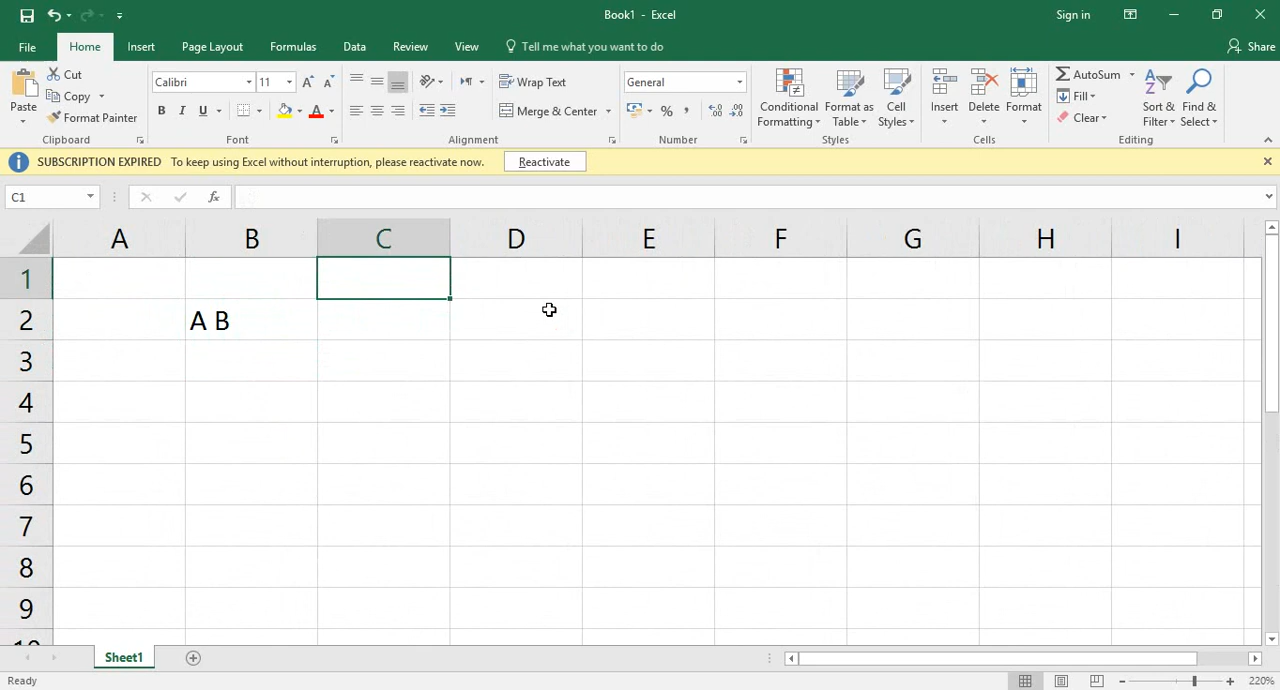 Book1 - Excel
Sign in
File Home Insert Page Layout Formulas Data Review View Tell me what you want to do Share
Paste
Cut
Copy
Format Painter
Clipboard
Calibri 11
B I U
Font
Wrap Text
Merge & Center
Alignment
General
%
Number
Conditional Formatting
Format as Table
Cell Styles
Styles
Insert Delete Format
Cells
AutoSum
Fill
Clear
Sort & Filter
Find & Select
Editing
SUBSCRIPTION EXPIRED To keep using Excel without interruption, please reactivate now. Reactivate
C1 fx
A B C D E F G H I
1
2 A B
3
4
5
6
7
8
9
10
Sheet1
Ready 220%